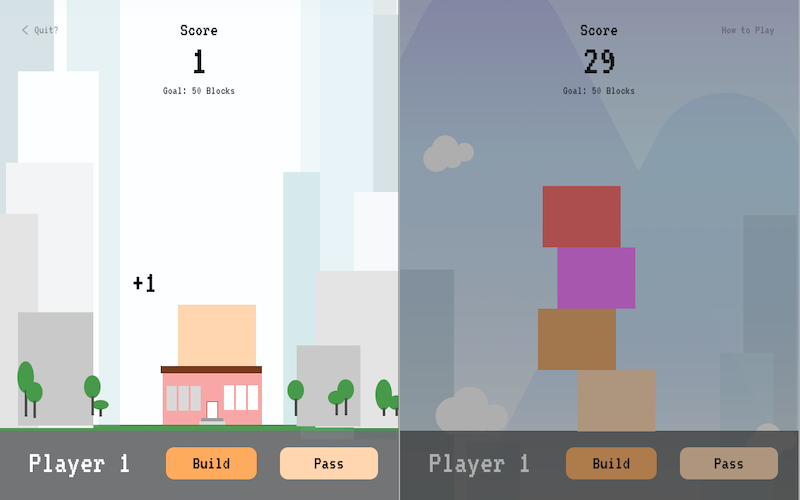 Quit?
Score
1
Goal: 50 Blocks
+1
Player 1
Build
Pass
Score
How to Play
29
Goal: 50 Blocks
Player 1
Build
Pass